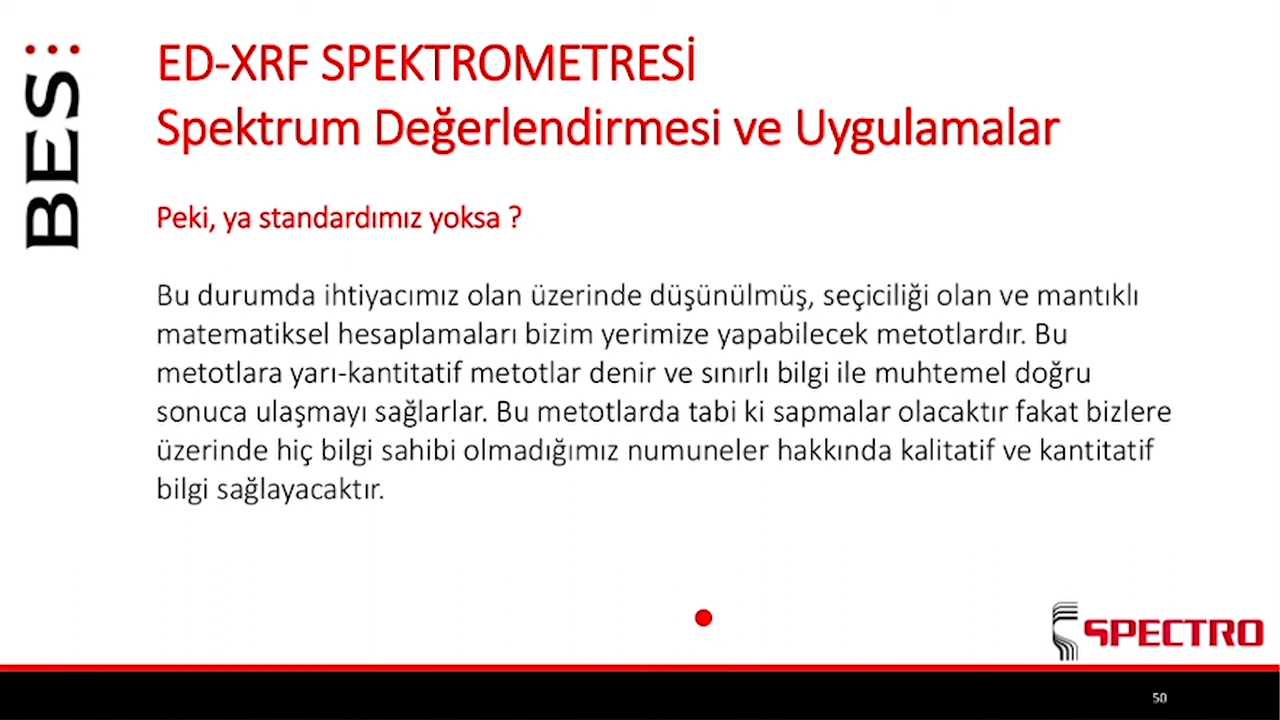 BES
ED-XRF SPEKTROMETRESİ
Spektrum Değerlendirmesi ve Uygulamalar
Peki, ya standardımız yoksa ?
Bu durumda ihtiyacımız olan üzerinde düşünülmüş, seçiciliği olan ve mantıklı
matematiksel hesaplamaları bizim yerimize yapabilecek metotlardır. Bu
metotlara yarı-kantitatif metotlar denir ve sınırlı bilgi ile muhtemel doğru
sonuca ulaşmayı sağlarlar. Bu metotlarda tabi ki sapmalar olacaktır fakat bizlere
üzerinde hiç bilgi sahibi olmadığımız numuneler hakkında kalitatif ve kantitatif
bilgi sağlayacaktır.
SPECTRO
50